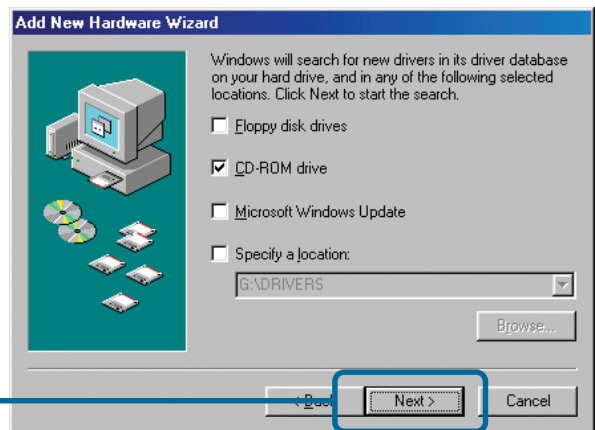 Add New Hardware Wizard
Windows will search for new drivers in its driver database
on your hard drive, and in any of the following selected
locations. Click Next to start the search.
Floppy disk drives
CD-ROM drive
Microsoft Windows Update
Specify a location:
G:\DRIVERS
Browse...
< Back
Next >
Cancel